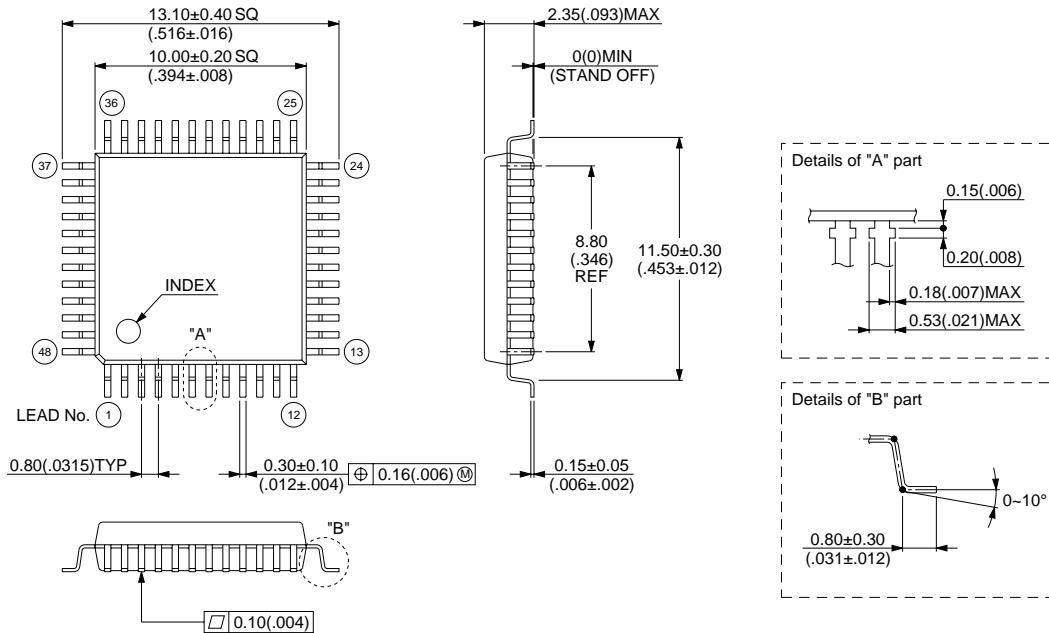 13.10±0.40 SQ
(.516±.016)
10.00±0.20 SQ
(.394±.008)
36
25
37
24
INDEX
"A"
48
13
LEAD No.
1
12
0.80(.0315)TYP
0.30±0.10
(.012±.004)
⌖ 0.16(.006) Ⓜ
"B"
▱ 0.10(.004)
2.35(.093)MAX
0(0)MIN
(STAND OFF)
8.80
(.346)
REF
11.50±0.30
(.453±.012)
0.15±0.05
(.006±.002)
Details of "A" part
0.15(.006)
0.20(.008)
0.18(.007)MAX
0.53(.021)MAX
Details of "B" part
0~10°
0.80±0.30
(.031±.012)